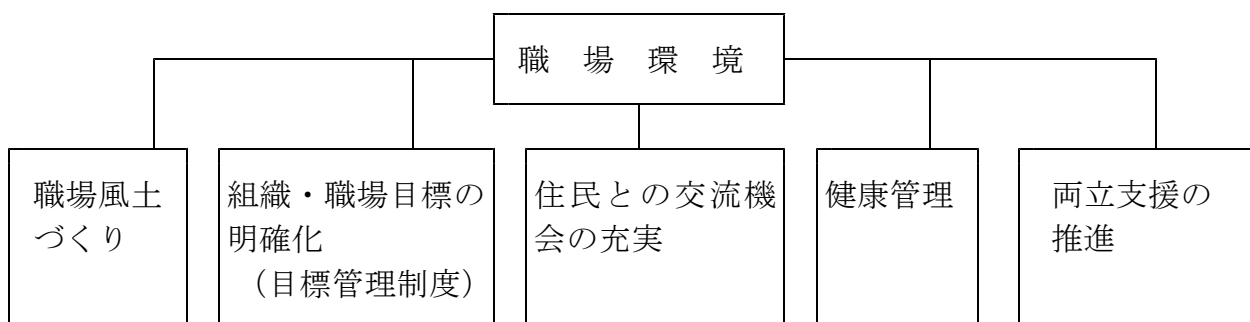 職場環境
職場風土
づくり
組織・職場目標の
明確化
（目標管理制度）
住民との交流機
会の充実
健康管理
両立支援の
推進